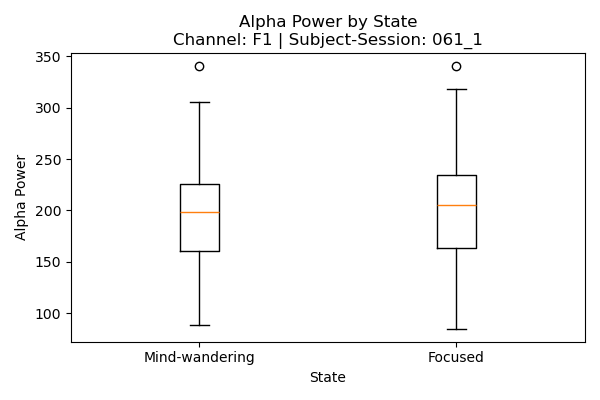 Alpha Power by State
Channel: F1 | Subject-Session: 061_1
350
300
250
200
150
100
Alpha Power
Mind-wandering
Focused
State